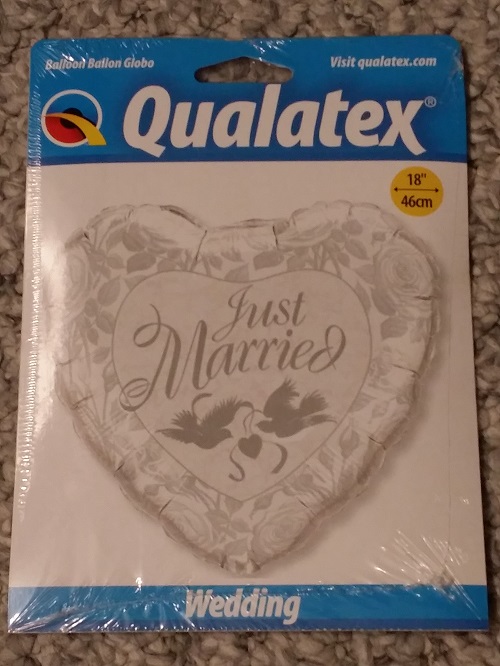 Balloon Ballon Globo
Visit qualatex.com
Qualatex®
18"
46cm
Just
Married
Wedding